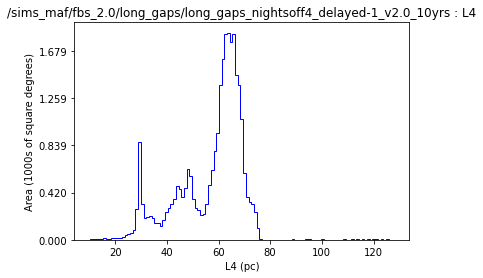 /sims_maf/fbs_2.0/long_gaps/long_gaps_nightsoff4_delayed-1_v2.0_10yrs : L4
1.679
1.259
0.839
0.420
0.000
Area (1000s of square degrees)
20 40 60 80 100 120
L4 (pc)